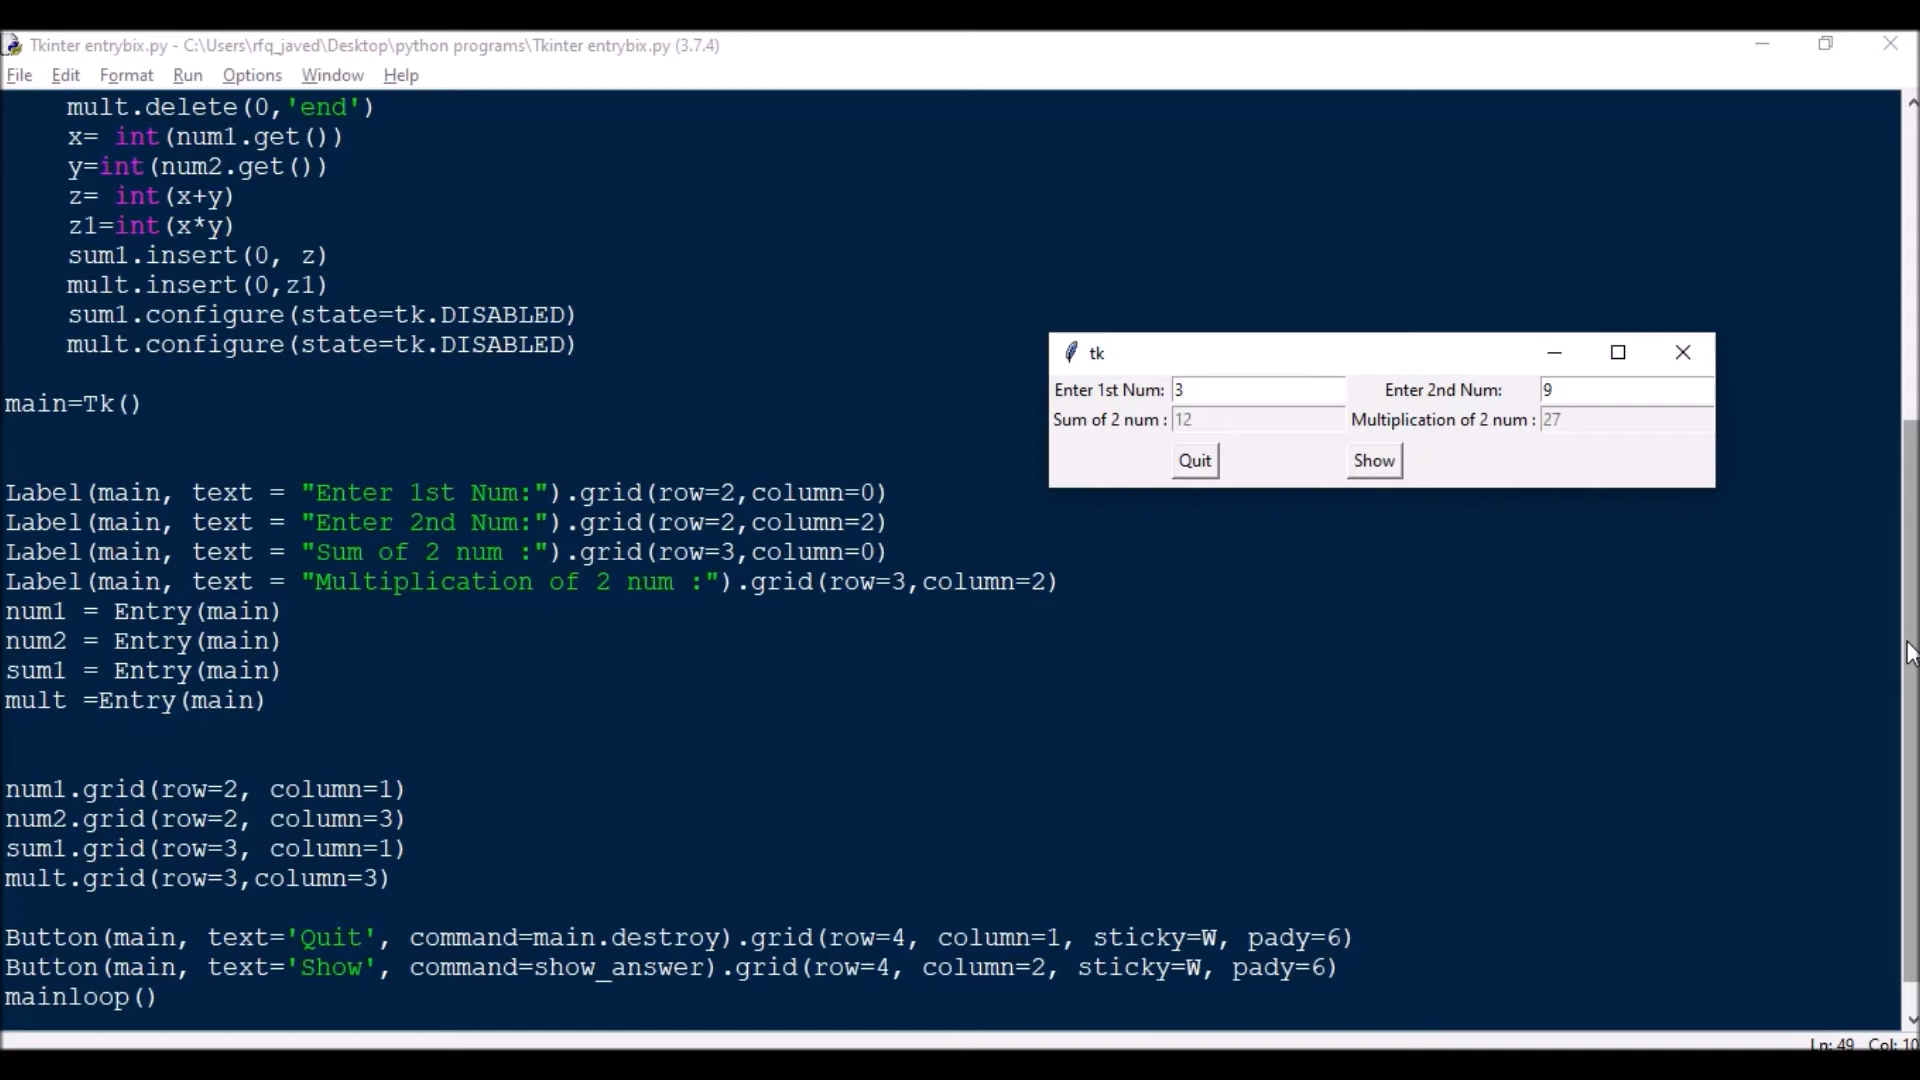 Tkinter entrybix.py - C:\Users\rfq_javed\Desktop\python programs\Tkinter entrybix.py (3.7.4)
File Edit Format Run Options Window Help
    mult.delete(0,'end')
    x= int(num1.get())
    y=int(num2.get())
    z= int(x+y)
    z1=int(x*y)
    sum1.insert(0, z)
    mult.insert(0,z1)
    sum1.configure(state=tk.DISABLED)
    mult.configure(state=tk.DISABLED)
main=Tk()
Label(main, text = "Enter 1st Num:").grid(row=2,column=0)
Label(main, text = "Enter 2nd Num:").grid(row=2,column=2)
Label(main, text = "Sum of 2 num :").grid(row=3,column=0)
Label(main, text = "Multiplication of 2 num :").grid(row=3,column=2)
num1 = Entry(main)
num2 = Entry(main)
sum1 = Entry(main)
mult =Entry(main)
num1.grid(row=2, column=1)
num2.grid(row=2, column=3)
sum1.grid(row=3, column=1)
mult.grid(row=3,column=3)
Button(main, text='Quit', command=main.destroy).grid(row=4, column=1, sticky=W, pady=6)
Button(main, text='Show', command=show_answer).grid(row=4, column=2, sticky=W, pady=6)
mainloop()
tk
Enter 1st Num: 3 Enter 2nd Num: 9
Sum of 2 num : 12 Multiplication of 2 num : 27
Quit Show
Ln: 49 Col: 10